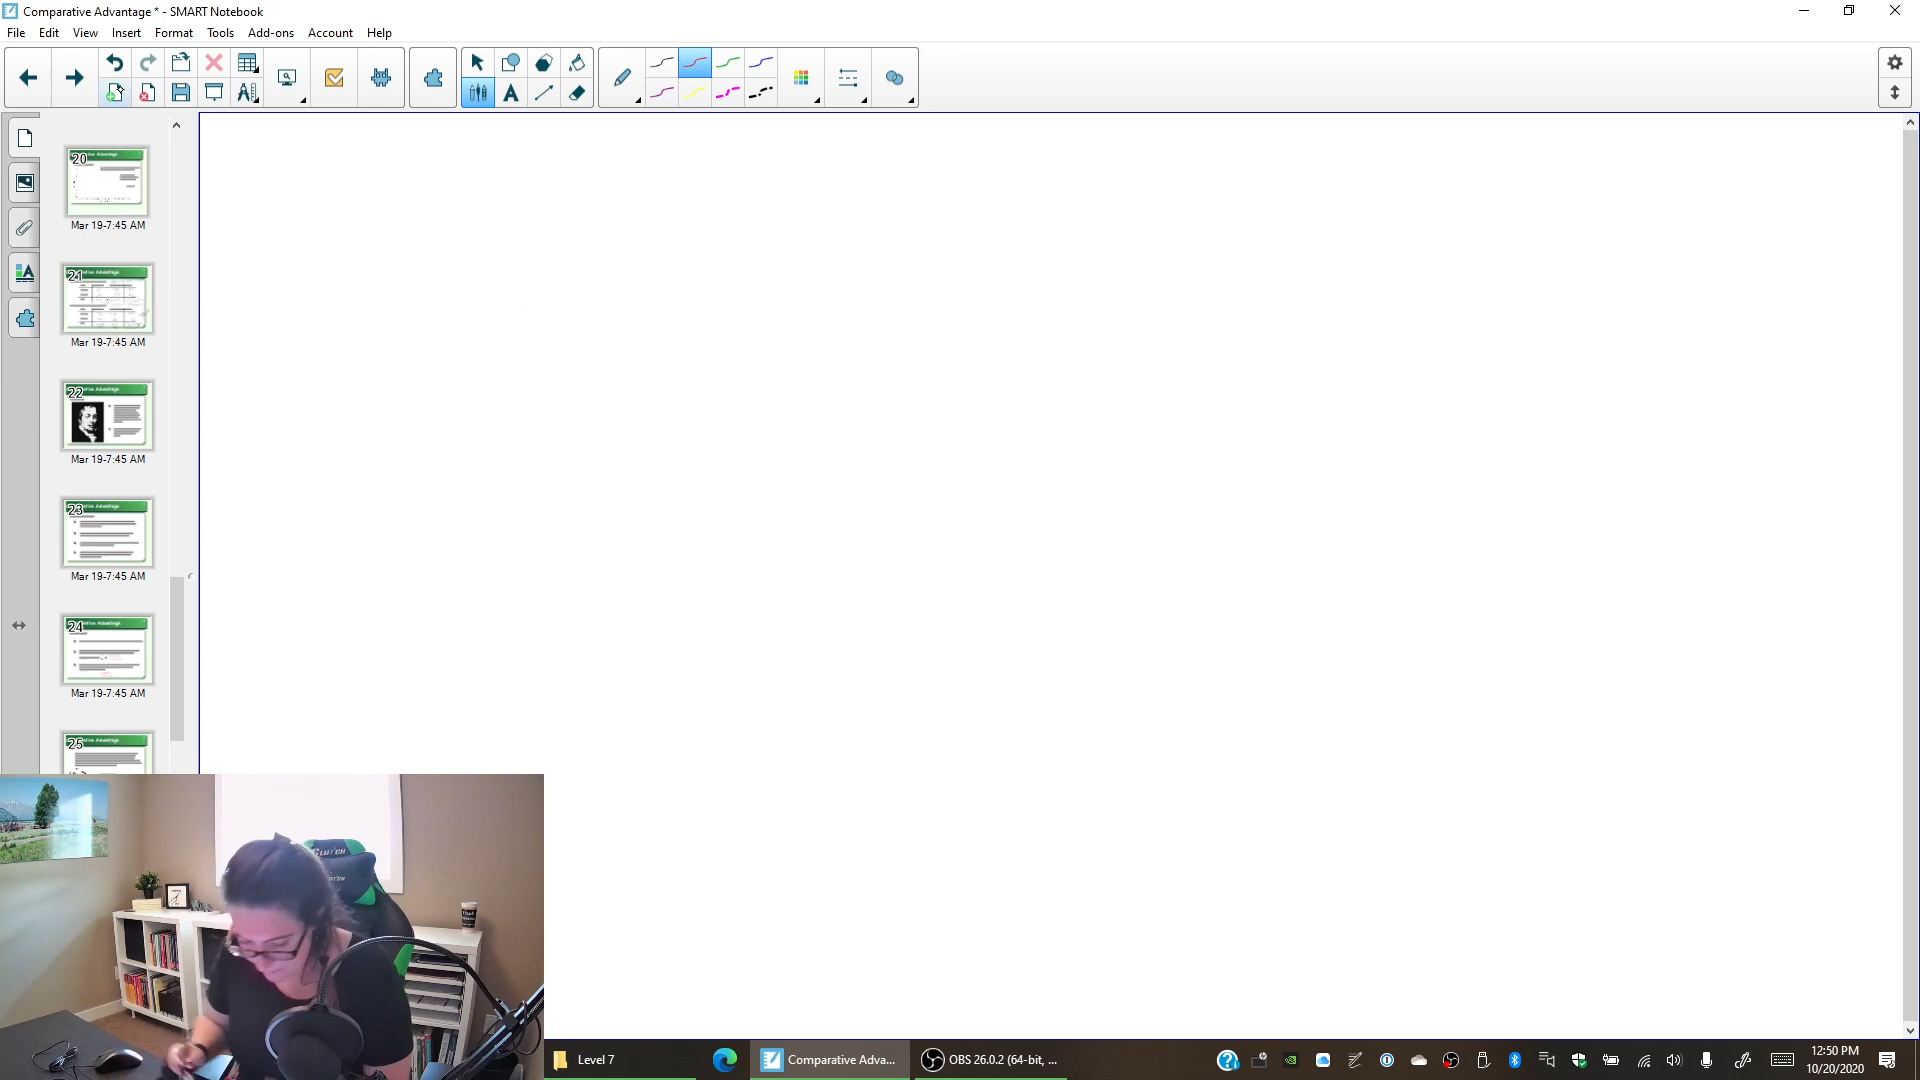 Comparative Advantage * - SMART Notebook
File Edit View Insert Format Tools Add-ons Account Help
20
Mar 19-7:45 AM
21
Mar 19-7:45 AM
22
Mar 19-7:45 AM
23
Mar 19-7:45 AM
24
Mar 19-7:45 AM
25
CLUTCH
Level 7
Comparative Adva...
OBS 26.0.2 (64-bit, ...
12:50 PM
10/20/2020